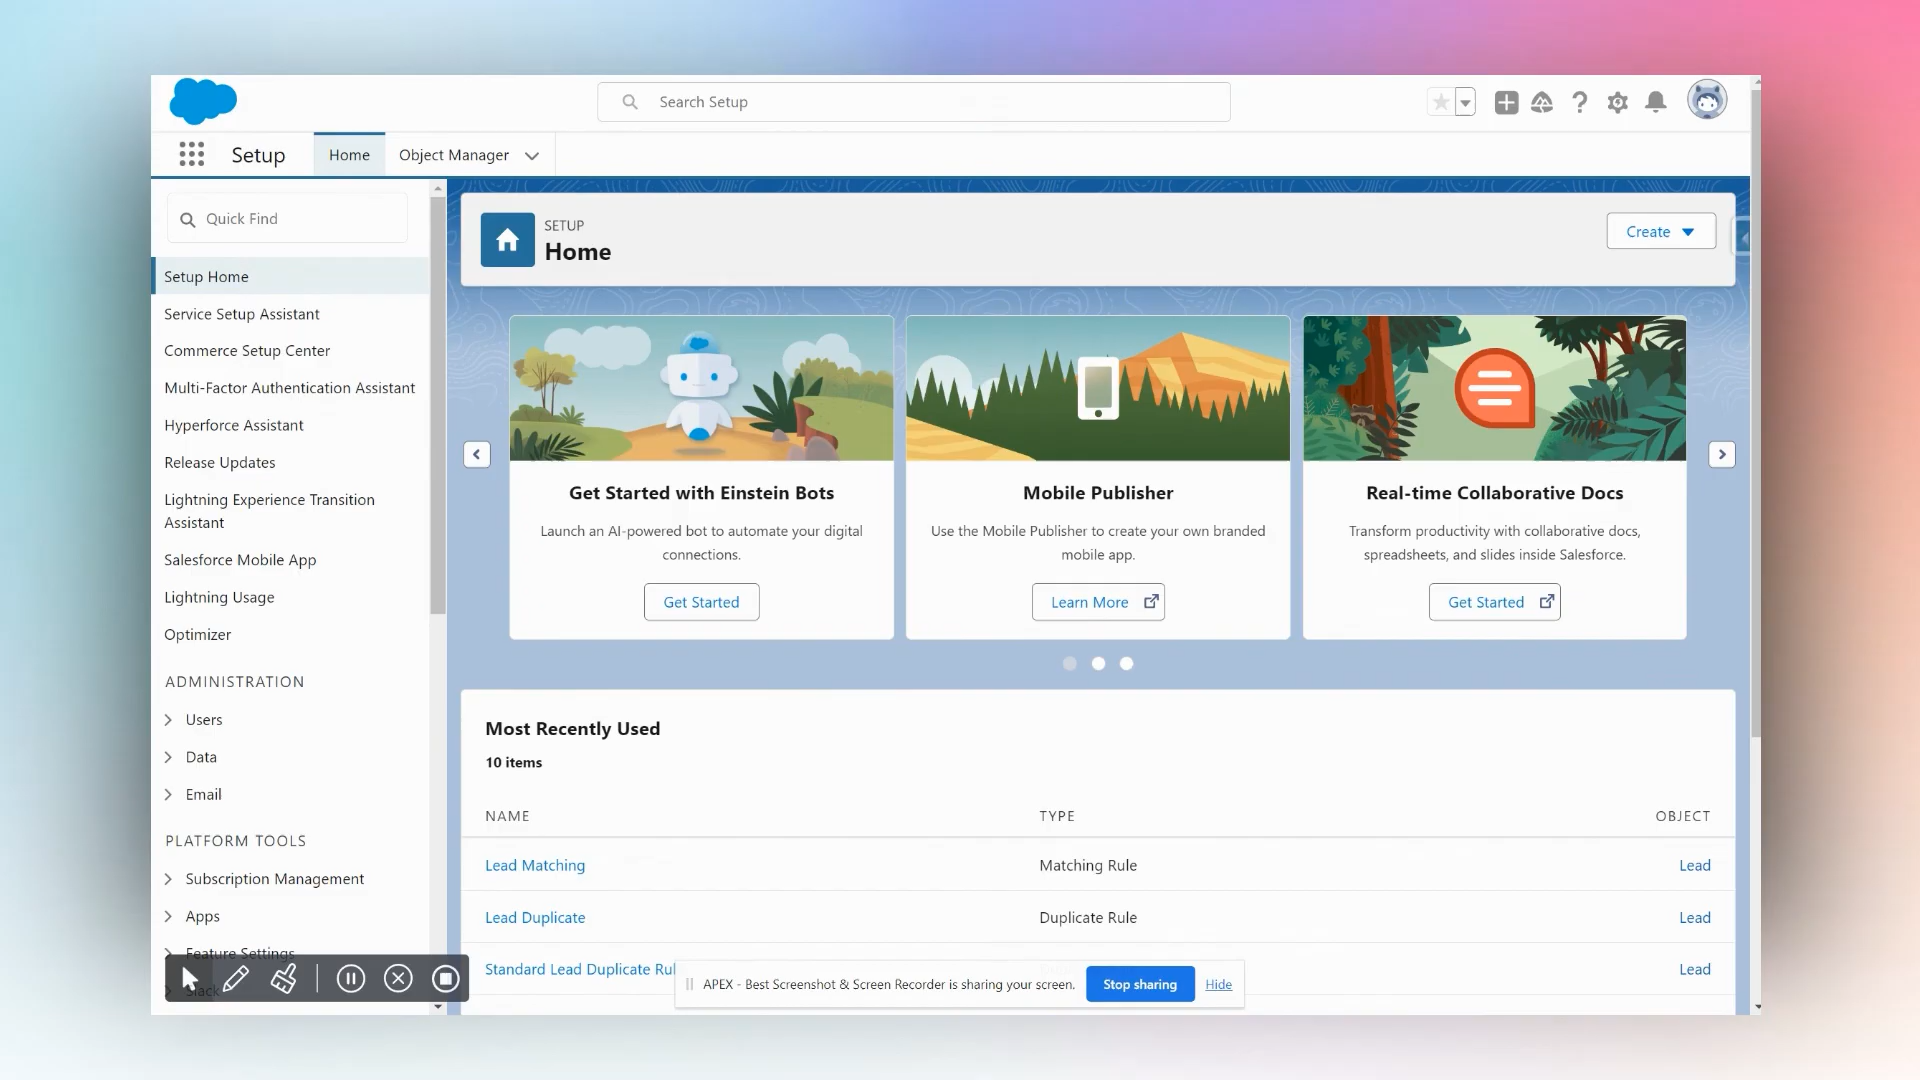 Search Setup
Setup
Home
Object Manager
Quick Find
Setup Home
Service Setup Assistant
Commerce Setup Center
Multi-Factor Authentication Assistant
Hyperforce Assistant
Release Updates
Lightning Experience Transition
Assistant
Salesforce Mobile App
Lightning Usage
Optimizer
ADMINISTRATION
Users
Data
Email
PLATFORM TOOLS
Subscription Management
Apps
Feature Settings
Slack
SETUP
Home
Create
Get Started with Einstein Bots
Launch an AI-powered bot to automate your digital
connections.
Get Started
Mobile Publisher
Use the Mobile Publisher to create your own branded
mobile app.
Learn More
Real-time Collaborative Docs
Transform productivity with collaborative docs,
spreadsheets, and slides inside Salesforce.
Get Started
Most Recently Used
10 items
NAME TYPE OBJECT
Lead Matching Matching Rule Lead
Lead Duplicate Duplicate Rule Lead
Standard Lead Duplicate Rul Lead
APEX - Best Screenshot & Screen Recorder is sharing your screen. Stop sharing Hide